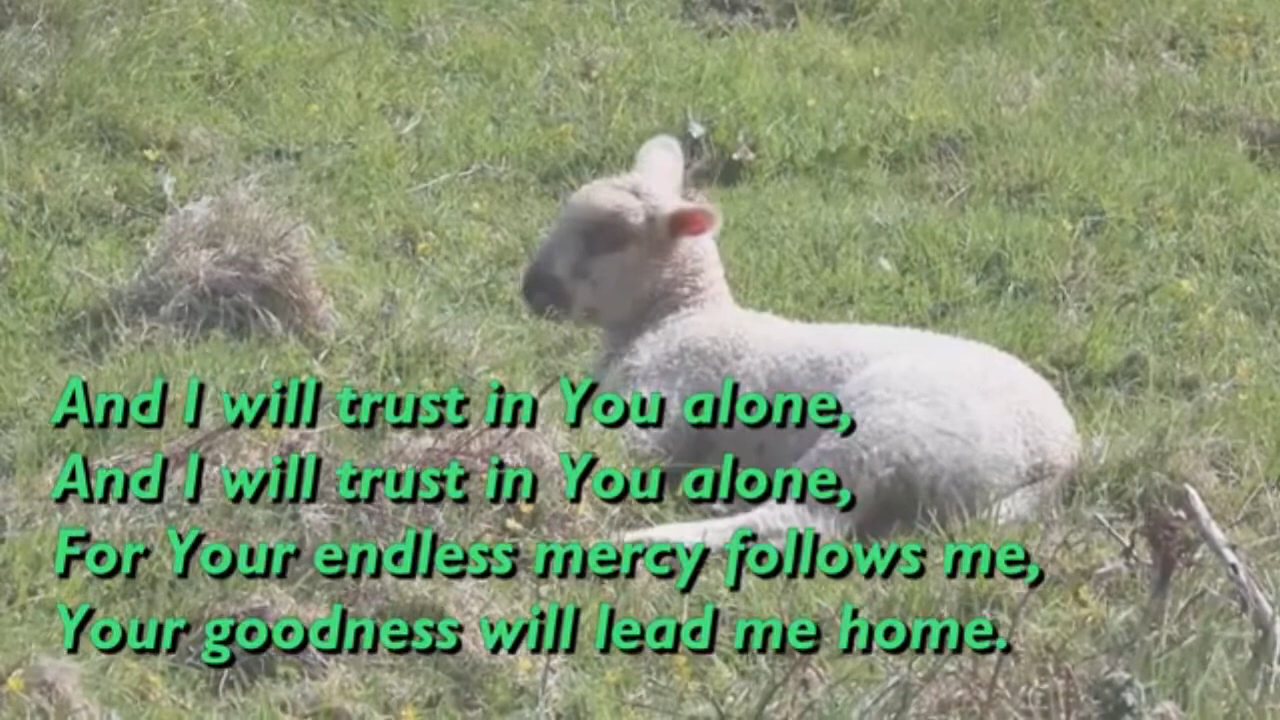 And I will trust in You alone,
And I will trust in You alone,
For Your endless mercy follows me,
Your goodness will lead me home.